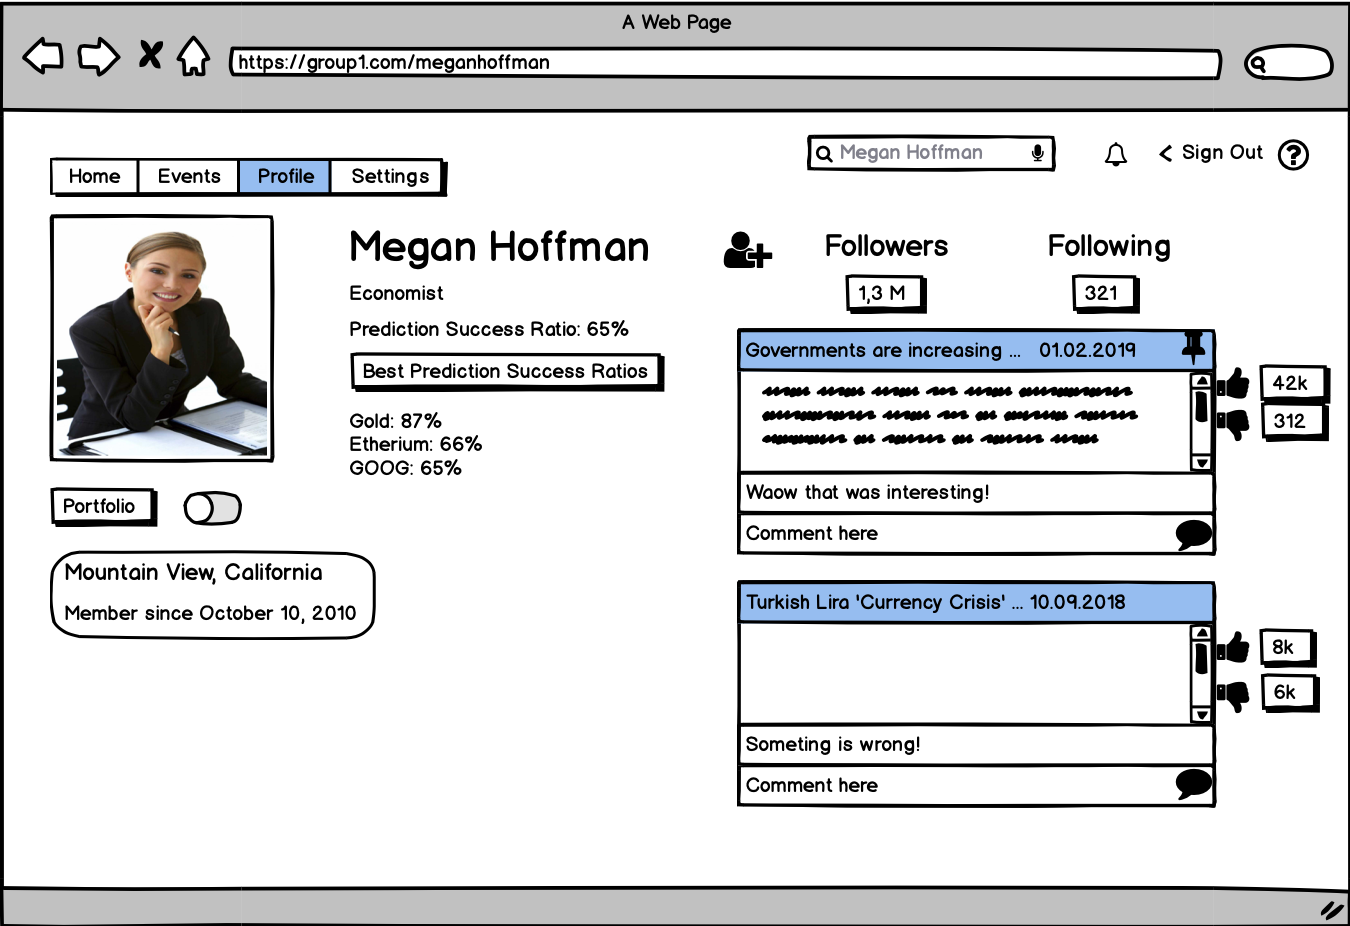 A Web Page
https://group1.com/meganhoffman
Megan Hoffman
Sign Out
Home Events Profile Settings
Megan Hoffman
Economist
Prediction Success Ratio: 65%
Best Prediction Success Ratios
Gold: 87%
Etherium: 66%
GOOG: 65%
Portfolio
Mountain View, California
Member since October 10, 2010
Followers Following
1,3 M 321
Governments are increasing ... 01.02.2019
42k
312
Waow that was interesting!
Comment here
Turkish Lira 'Currency Crisis' ... 10.09.2018
8k
6k
Someting is wrong!
Comment here